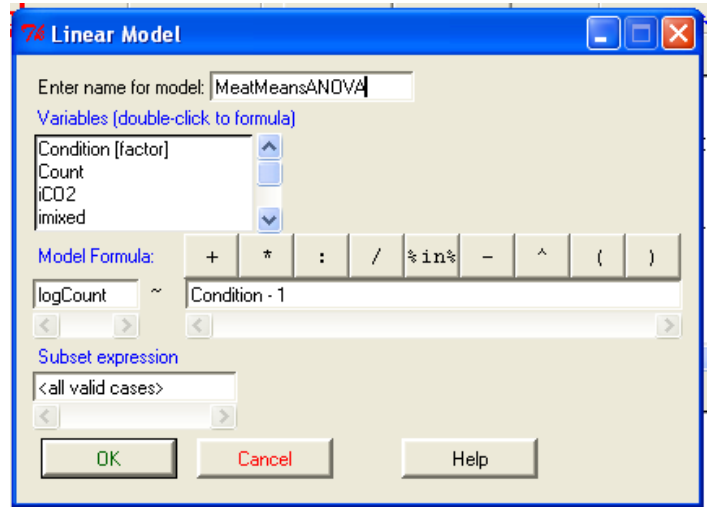 74 Linear Model
Enter name for model: MeatMeansANOVA
Variables (double-click to formula)
Condition [factor]
Count
iCO2
imixed
Model Formula: + * : / %in% - ^ ( )
logCount ~ Condition - 1
Subset expression
<all valid cases>
OK Cancel Help